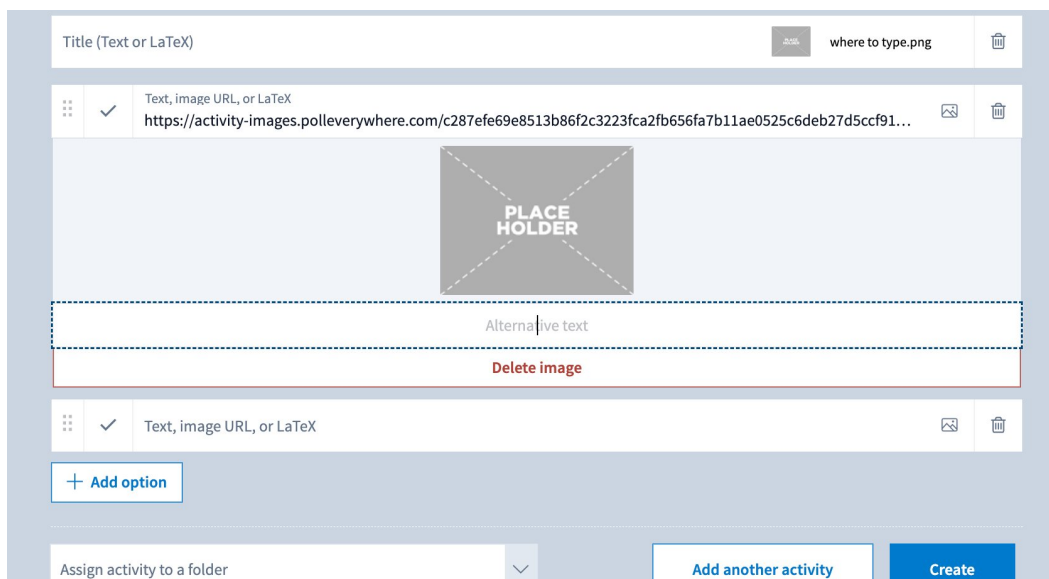 Title (Text or LaTeX) where to type.png
Text, image URL, or LaTeX
https://activity-images.polleverywhere.com/c287efe69e8513b86f2c3223fca2fb656fa7b11ae0525c6deb27d5ccf91...
PLACE
HOLDER
Alternative text
Delete image
Text, image URL, or LaTeX
+ Add option
Assign activity to a folder Add another activity Create